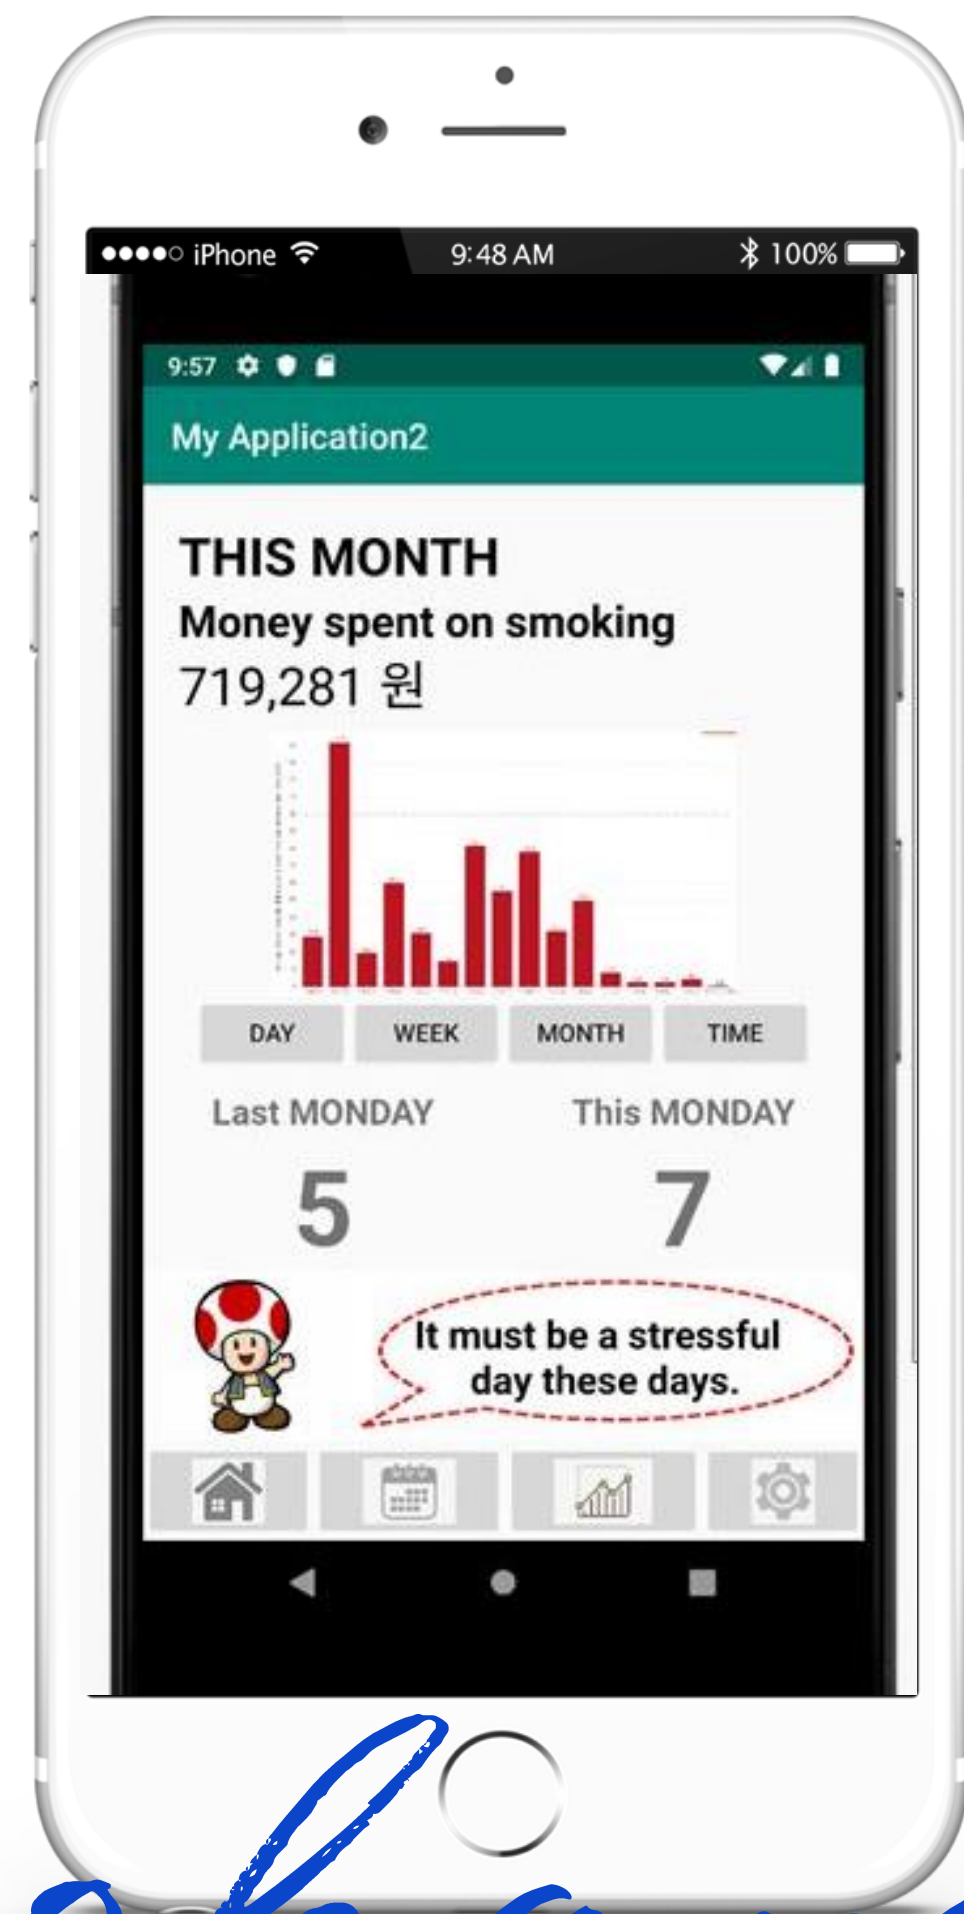 iPhone 9:48 AM 100%
9:57
My Application2
THIS MONTH
Money spent on smoking
719,281 원
DAY WEEK MONTH TIME
Last MONDAY This MONDAY
5 7
It must be a stressful
day these days.